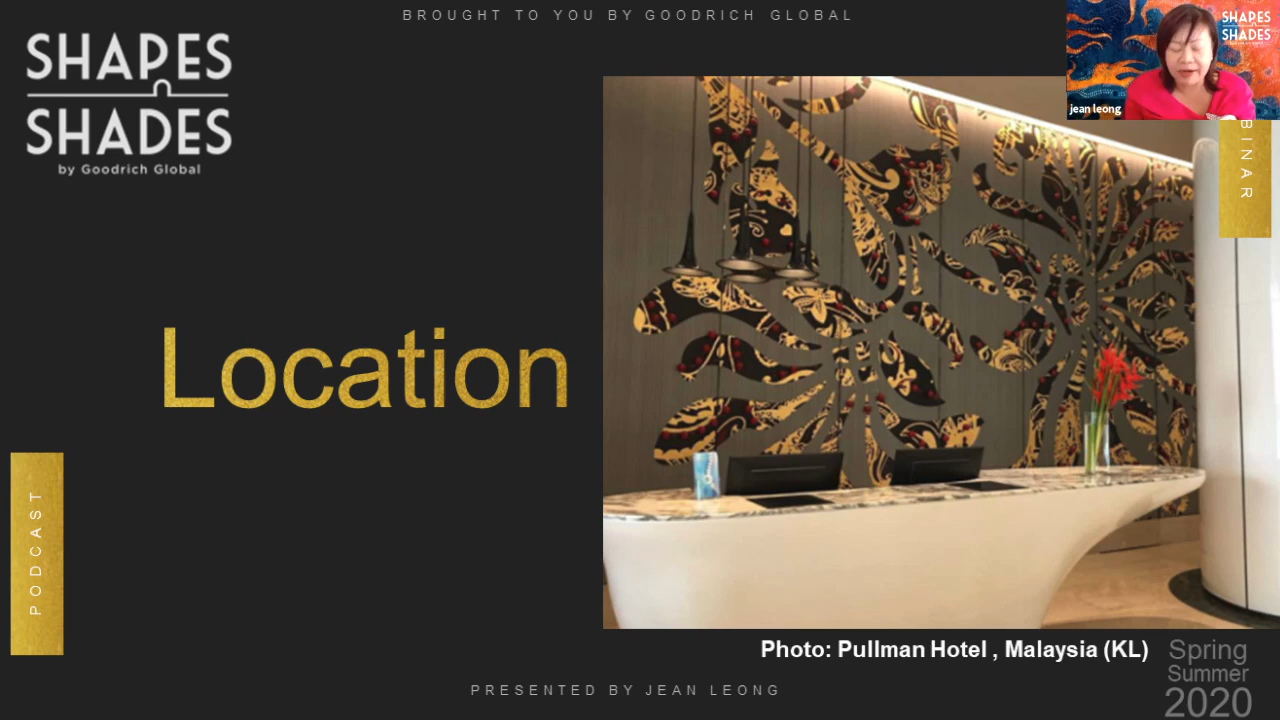 BROUGHT TO YOU BY GOODRICH GLOBAL
SHAPES
SHADES
by Goodrich Global
SHAPES
SHADES
jean leong
BINAR
Location
PODCAST
Photo: Pullman Hotel , Malaysia (KL)
Spring
Summer
2020
PRESENTED BY JEAN LEONG